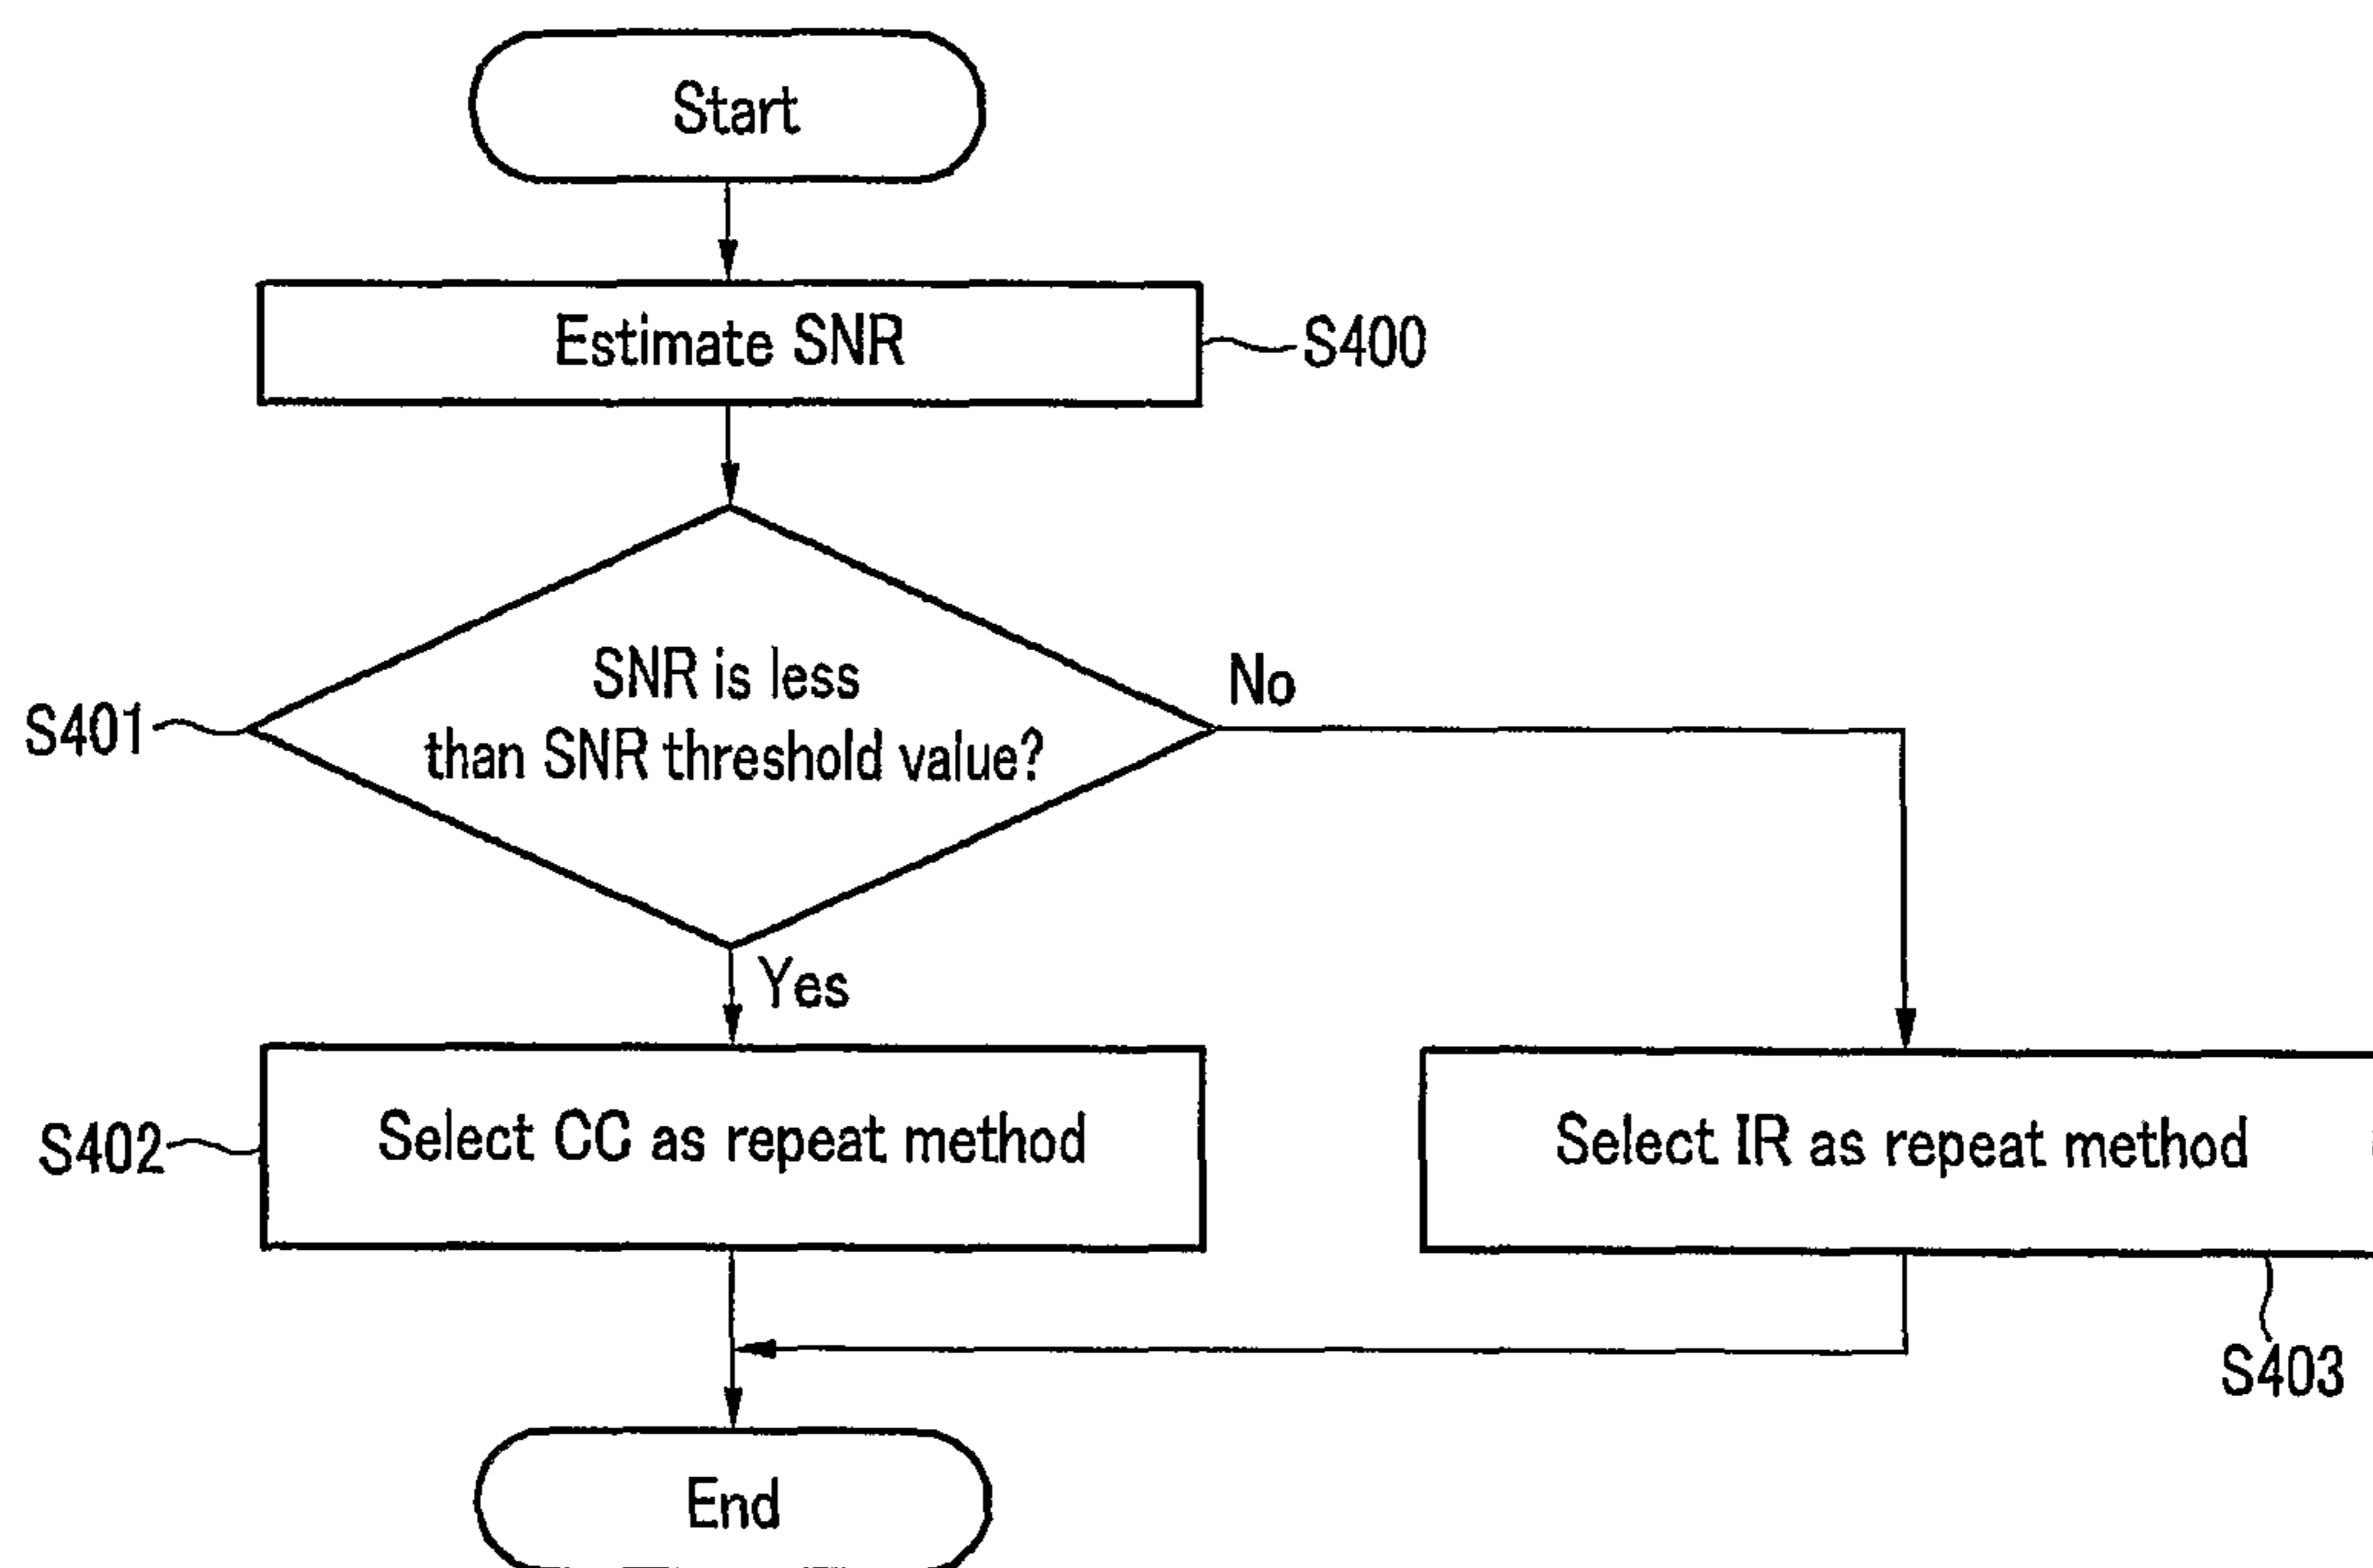 Start
Estimate SNR
S400
SNR is less
than SNR threshold value?
S401
No
Yes
Select CC as repeat method
S402
Select IR as repeat method
S403
End